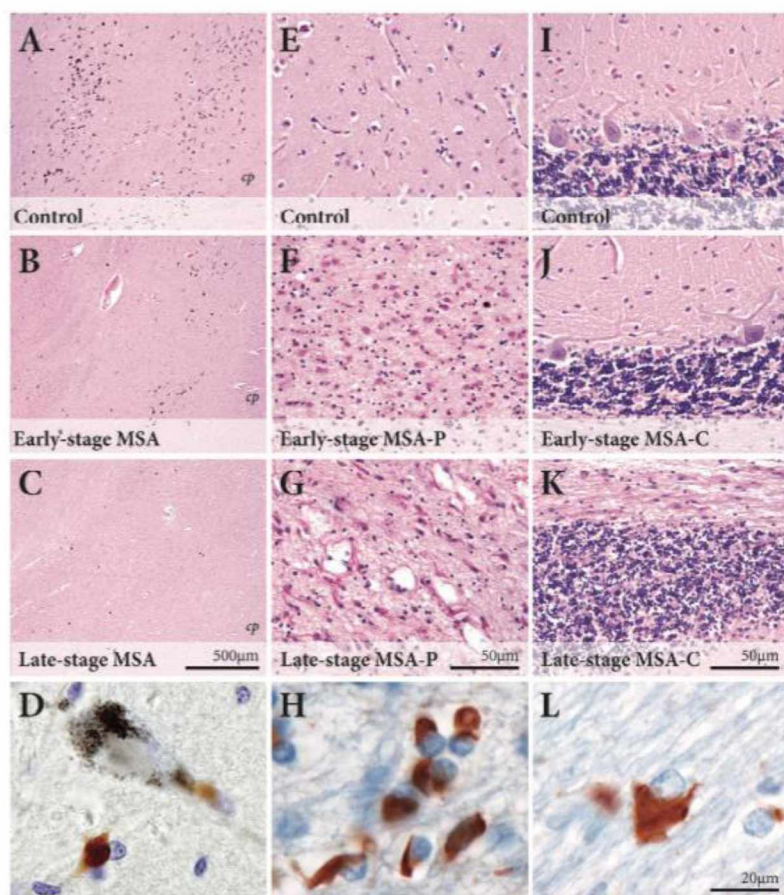 A E I
cp
Control Control Control
B F J
cp
Early-stage MSA Early-stage MSA-P Early-stage MSA-C
C G K
cp
Late-stage MSA 500µm Late-stage MSA-P 50µm Late-stage MSA-C 50µm
D H L
20µm